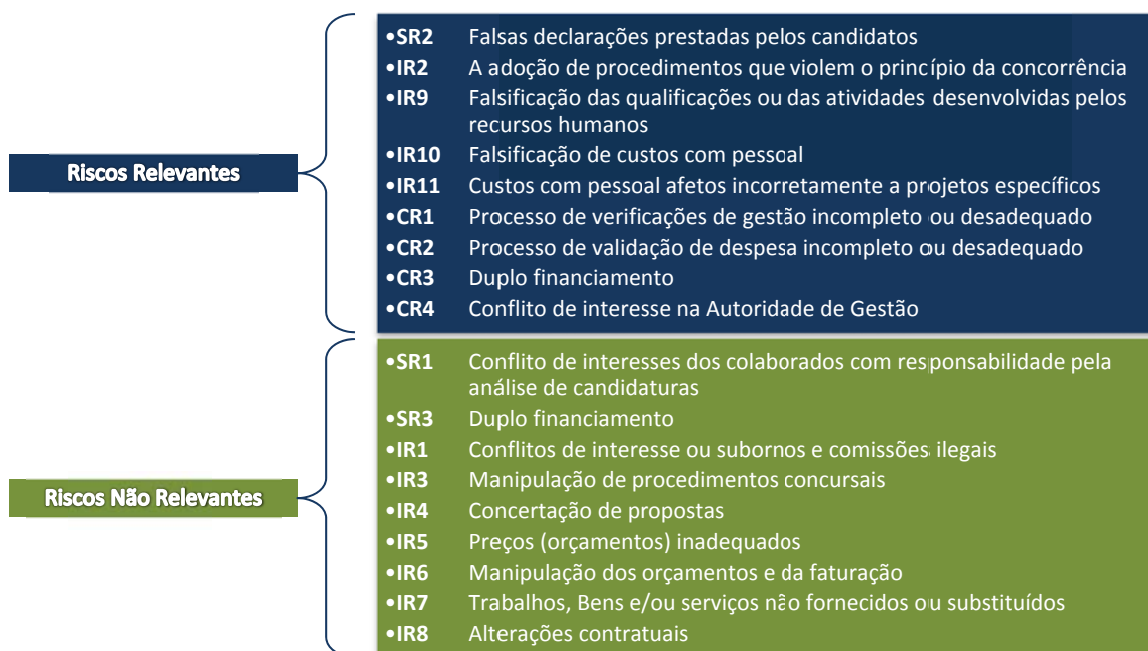 Riscos Relevantes
•SR2 Falsas declarações prestadas pelos candidatos
•IR2 A adoção de procedimentos que violem o princípio da concorrência
•IR9 Falsificação das qualificações ou das atividades desenvolvidas pelos
recursos humanos
•IR10 Falsificação de custos com pessoal
•IR11 Custos com pessoal afetos incorretamente a projetos específicos
•CR1 Processo de verificações de gestão incompleto ou desadequado
•CR2 Processo de validação de despesa incompleto ou desadequado
•CR3 Duplo financiamento
•CR4 Conflito de interesse na Autoridade de Gestão
Riscos Não Relevantes
•SR1 Conflito de interesses dos colaborados com responsabilidade pela
análise de candidaturas
•SR3 Duplo financiamento
•IR1 Conflitos de interesse ou subornos e comissões ilegais
•IR3 Manipulação de procedimentos concursais
•IR4 Concertação de propostas
•IR5 Preços (orçamentos) inadequados
•IR6 Manipulação dos orçamentos e da faturação
•IR7 Trabalhos, Bens e/ou serviços não fornecidos ou substituídos
•IR8 Alterações contratuais